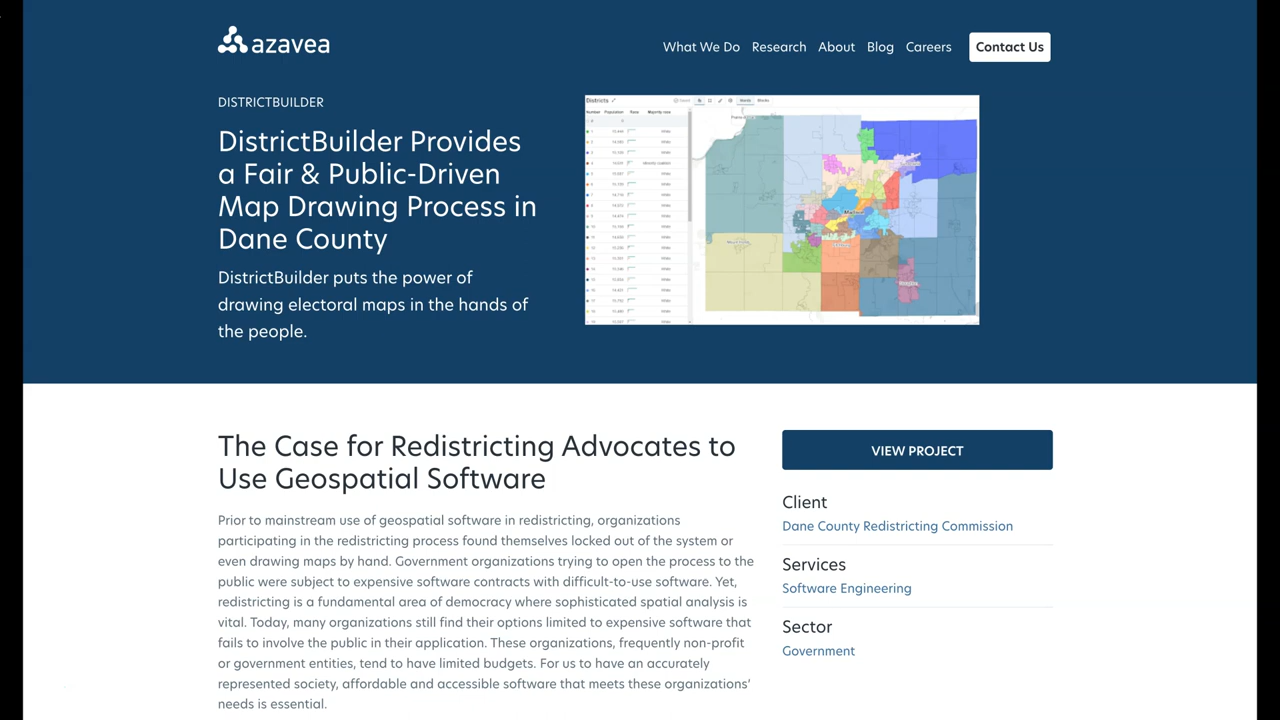 azavea
What We Do Research About Blog Careers Contact Us
DISTRICTBUILDER
DistrictBuilder Provides
a Fair & Public-Driven
Map Drawing Process in
Dane County
DistrictBuilder puts the power of
drawing electoral maps in the hands of
the people.
Districts
Number Population Race Majority race
The Case for Redistricting Advocates to
Use Geospatial Software
Prior to mainstream use of geospatial software in redistricting, organizations
participating in the redistricting process found themselves locked out of the system or
even drawing maps by hand. Government organizations trying to open the process to the
public were subject to expensive software contracts with difficult-to-use software. Yet,
redistricting is a fundamental area of democracy where sophisticated spatial analysis is
vital. Today, many organizations still find their options limited to expensive software that
fails to involve the public in their application. These organizations, frequently non-profit
or government entities, tend to have limited budgets. For us to have an accurately
represented society, affordable and accessible software that meets these organizations’
needs is essential.
VIEW PROJECT
Client
Dane County Redistricting Commission
Services
Software Engineering
Sector
Government